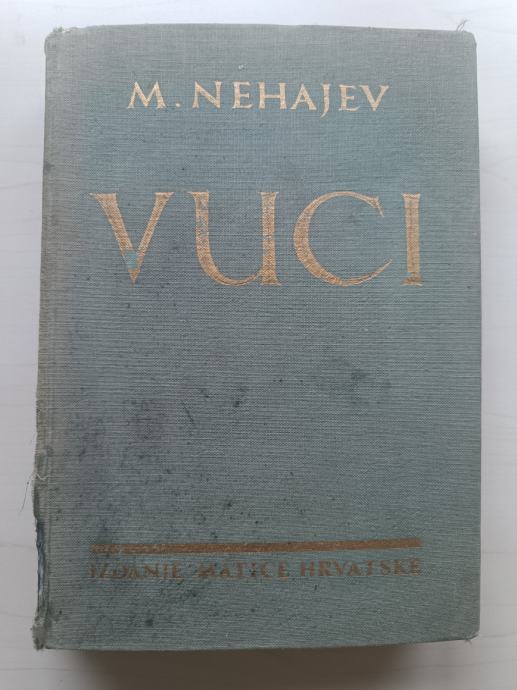 M. NEHAJEV
VUCI
IZDANJE MATICE HRVATSKE